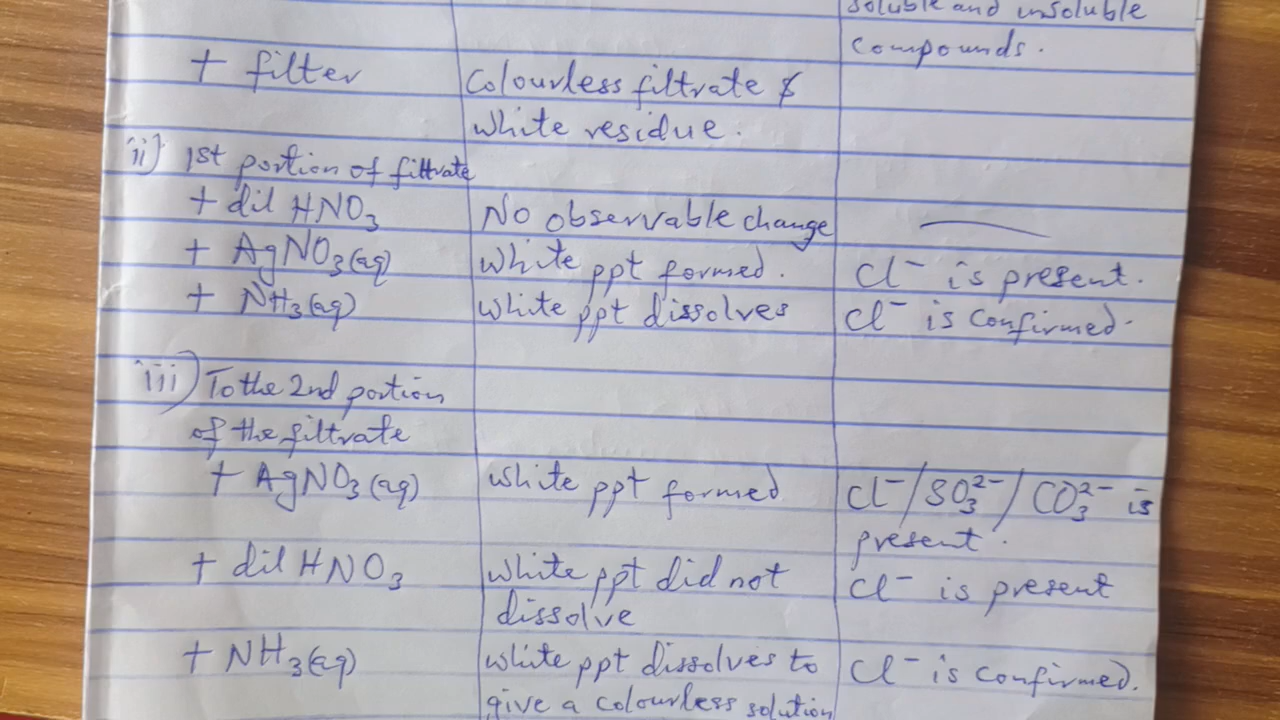 soluble and insoluble
compounds.
+ filter
Colourless filtrate &
white residue.
ii) 1st portion of filtrate
+ dil HNO₃ No observable change —
+ AgNO₃(aq) White ppt formed. Cl⁻ is present.
+ NH₃(aq) White ppt dissolves Cl⁻ is confirmed.
iii) To the 2nd portion
of the filtrate
+ AgNO₃(aq) White ppt formed Cl⁻/SO₃²⁻/CO₃²⁻ is
present.
+ dil HNO₃ White ppt did not Cl⁻ is present
dissolve
+ NH₃(aq) White ppt dissolves to Cl⁻ is confirmed.
give a colourless solution